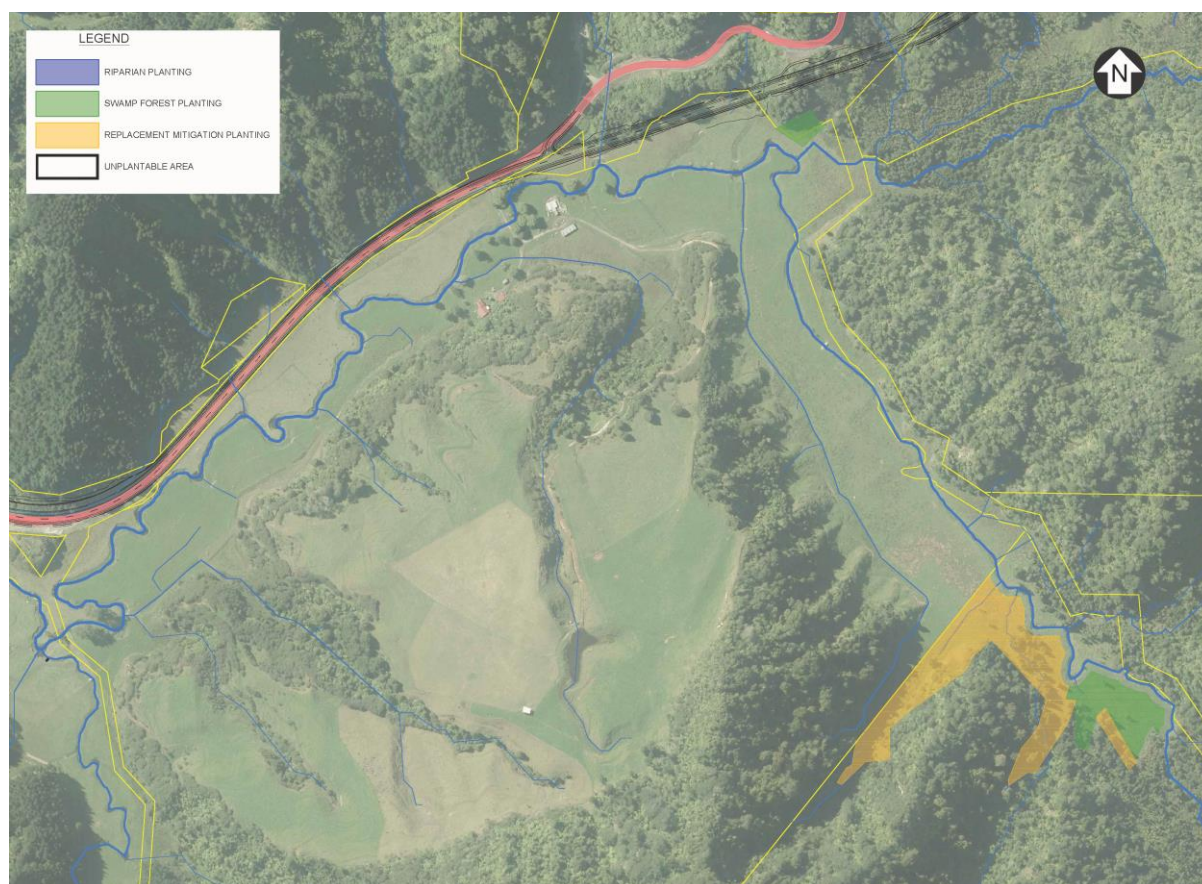 LEGEND
RIPARIAN PLANTING
SWAMP FOREST PLANTING
REPLACEMENT MITIGATION PLANTING
UNPLANTABLE AREA
N